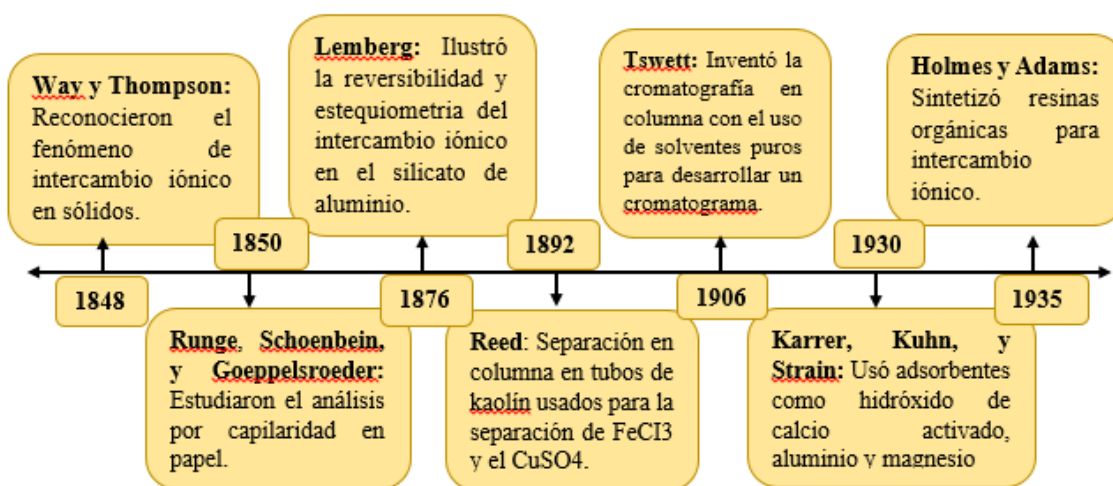 Way y Thompson:
Reconocieron el
fenómeno de
intercambio iónico
en sólidos.
1848
1850
Runge, Schoenbein,
y Goeppelsroeder:
Estudiaron el análisis
por capilaridad en
papel.
Lemberg: Ilustró
la reversibilidad y
estequiometria del
intercambio iónico
en el silicato de
aluminio.
1876
1892
Reed: Separación en
columna en tubos de
kaolín usados para la
separación de FeCI3
y el CuSO4.
Tswett: Inventó la
cromatografía en
columna con el uso
de solventes puros
para desarrollar un
cromatograma.
1906
1930
Karrer, Kuhn, y
Strain: Usó adsorbentes
como hidróxido de
calcio activado,
aluminio y magnesio
Holmes y Adams:
Sintetizó resinas
orgánicas para
intercambio
iónico.
1935